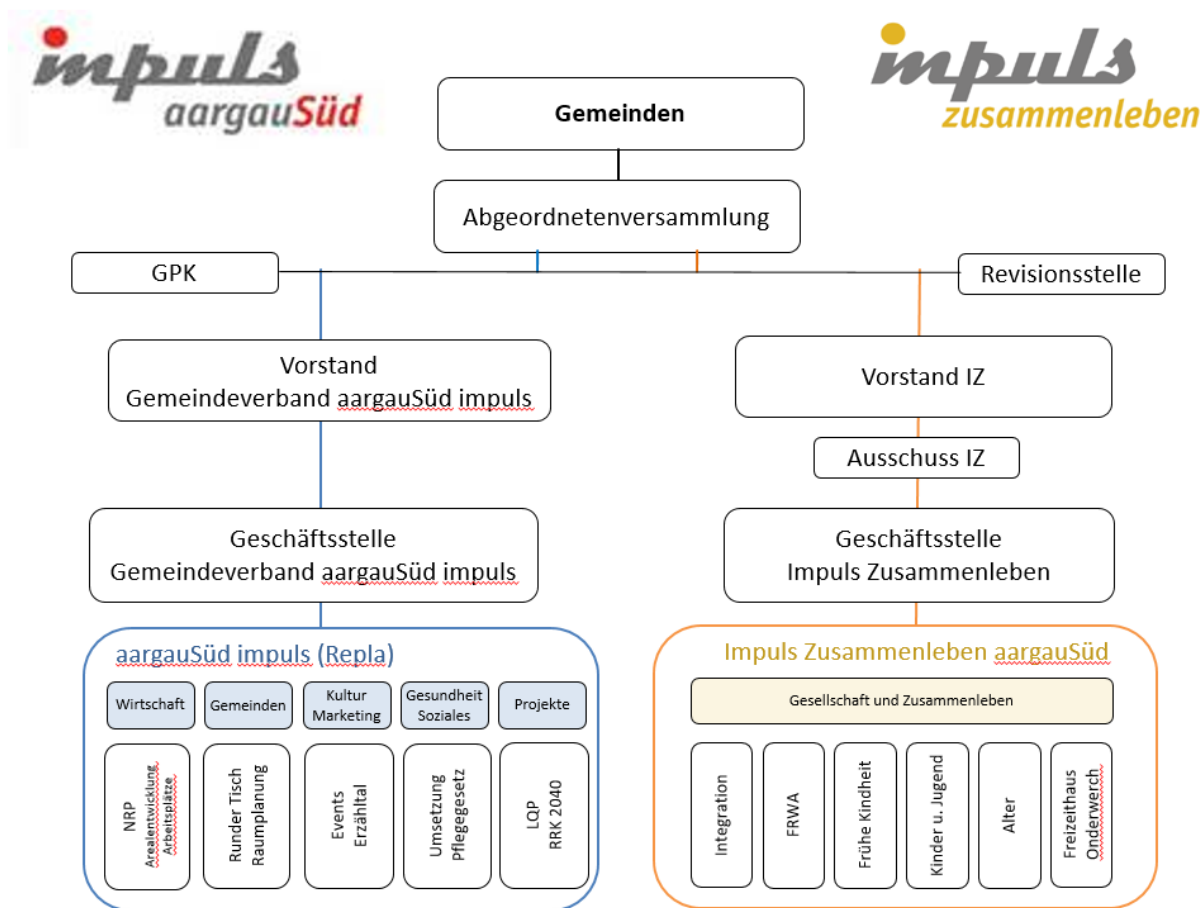 impuls
aargauSüd
impuls
zusammenleben
Gemeinden
Abgeordnetenversammlung
GPK
Revisionsstelle
Vorstand
Gemeindeverband aargauSüd impuls
Vorstand IZ
Ausschuss IZ
Geschäftsstelle
Gemeindeverband aargauSüd impuls
Geschäftsstelle
Impuls Zusammenleben
aargauSüd impuls (Repla)
Wirtschaft
Gemeinden
Kultur
Marketing
Gesundheit
Soziales
Projekte
NRP
Arealentwicklung
Arbeitsplätze
Runder Tisch
Raumplanung
Events
Erzähltal
Umsetzung
Pflegegesetz
LQP
RRK 2040
Impuls Zusammenleben aargauSüd
Gesellschaft und Zusammenleben
Integration
FRWA
Frühe Kindheit
Kinder u. Jugend
Alter
Freizeithaus
Onderwerch